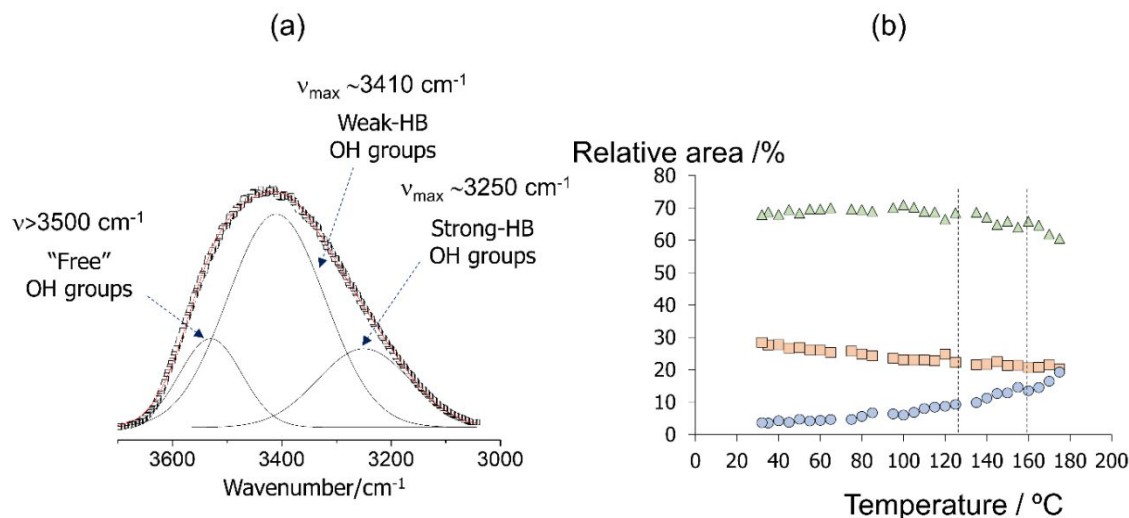 (a)
ν>3500 cm⁻¹
"Free"
OH groups
νmax ~3410 cm⁻¹
Weak-HB
OH groups
νmax ~3250 cm⁻¹
Strong-HB
OH groups
3600
3400
3200
3000
Wavenumber/cm⁻¹
(b)
Relative area /%
80
70
60
50
40
30
20
10
0
0 20 40 60 80 100 120 140 160 180 200
Temperature / ºC